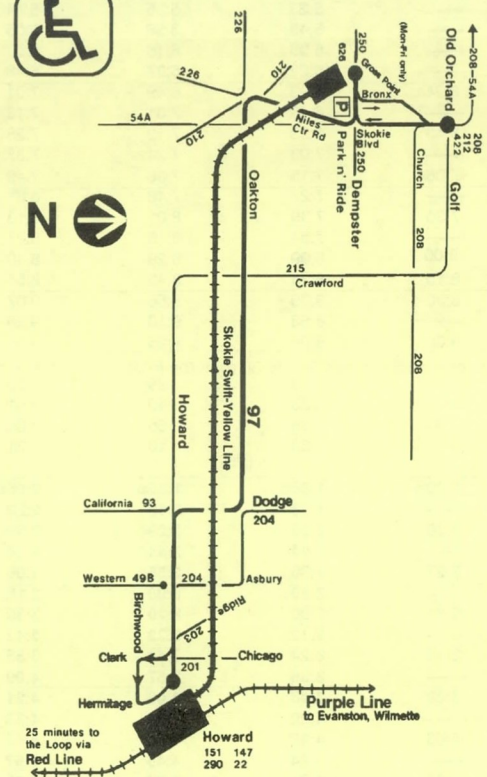 226
226
210
210
54A
626
250
Gross Point
(Mon-Fri only)
Bronx
P
Niles
Ctr Rd
Skokie
Blvd
Park n' Ride
250
Dempster
Old Orchard
208-54A
208
212
422
Church
208
208
Golf
N
Oakton
215
Crawford
Skokie Swift-Yellow Line
97
Howard
California 93
Dodge
204
Western 49B
204
Asbury
Birchwood
Ridge
203
Clark
Chicago
201
Hermitage
Purple Line
to Evanston, Wilmette
Howard
151 147
290 22
25 minutes to
the Loop via
Red Line